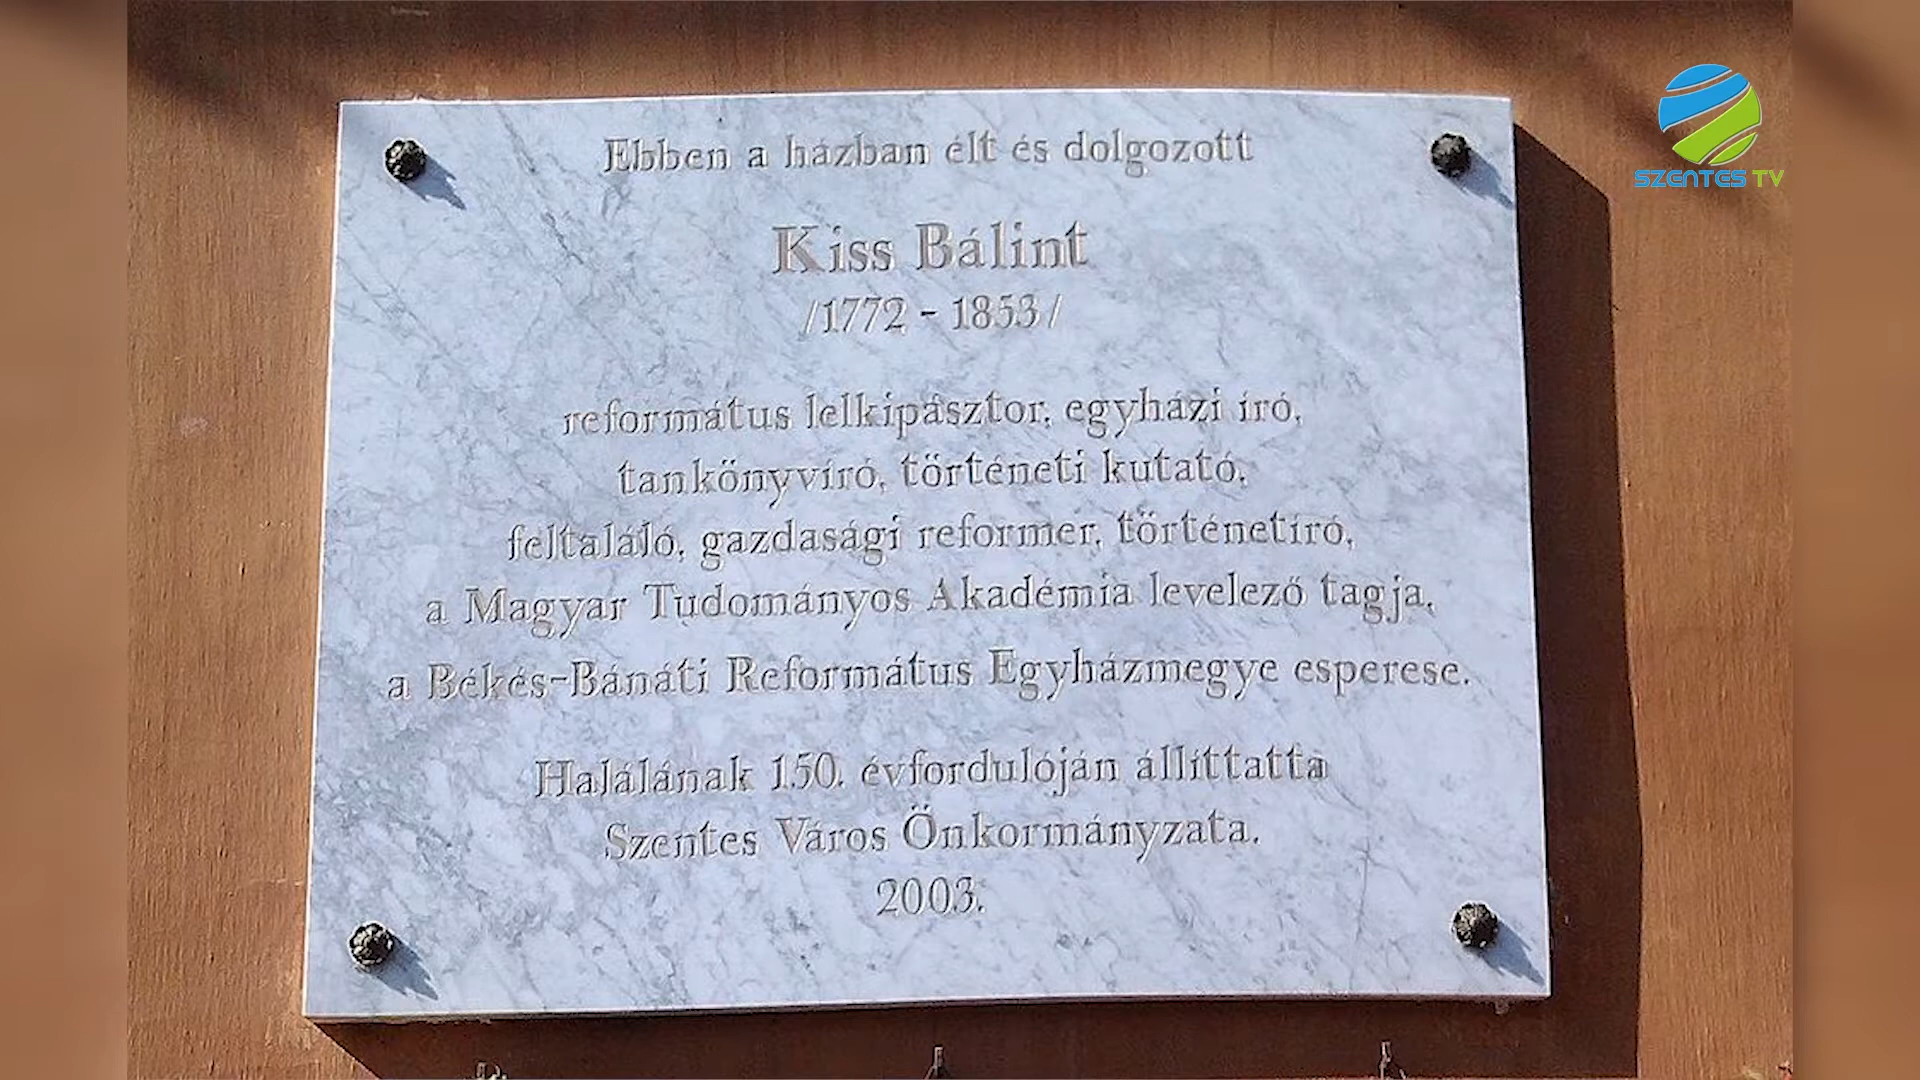 Ebben a házban élt és dolgozott
Kiss Bálint
/1772 - 1853/
református lelkipásztor, egyházi író,
tankönyvíró, történeti kutató,
feltaláló, gazdasági reformer, történetíró,
a Magyar Tudományos Akadémia levelező tagja,
a Békés-Bánáti Református Egyházmegye esperese.
Halálának 150. évfordulóján állíttatta
Szentes Város Önkormányzata.
2003.
SZENTES TV